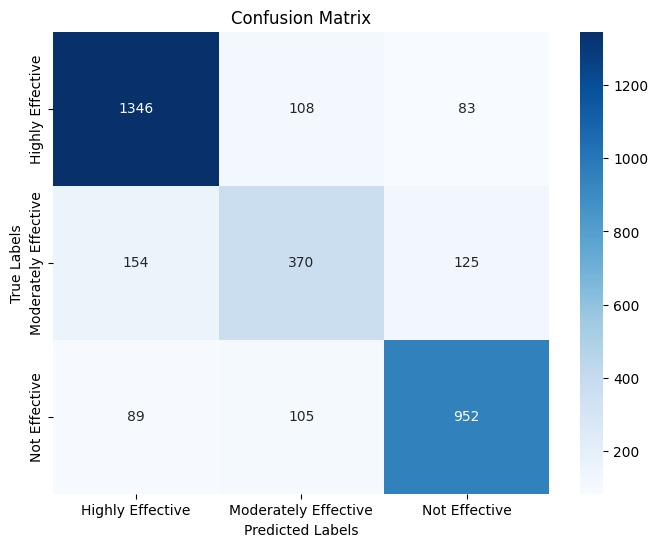 Confusion Matrix
True Labels
Highly Effective
Moderately Effective
Not Effective
1346 108 83
154 370 125
89 105 952
Highly Effective Moderately Effective Not Effective
Predicted Labels
1200
1000
800
600
400
200